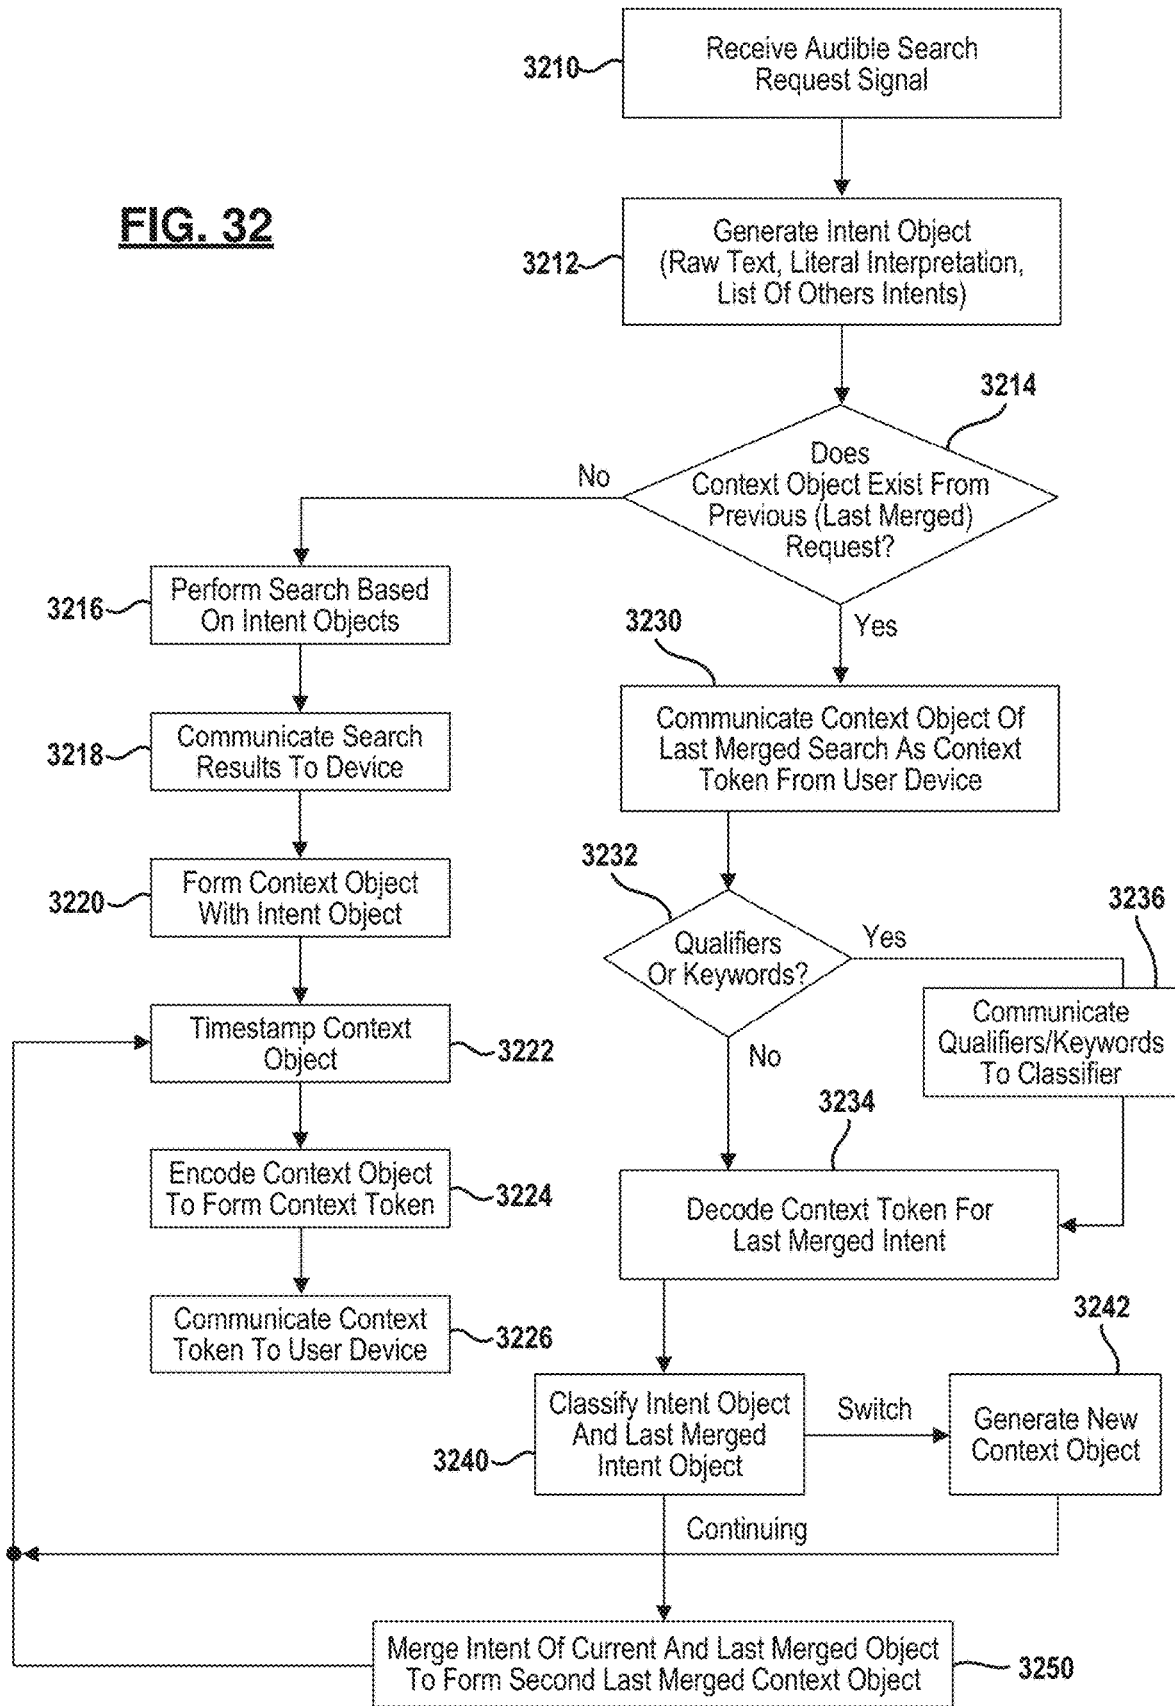 FIG. 32
3210
Receive Audible Search
Request Signal
3212
Generate Intent Object
(Raw Text, Literal Interpretation,
List Of Others Intents)
3214
Does
Context Object Exist From
Previous (Last Merged)
Request?
No
Yes
3216
Perform Search Based
On Intent Objects
3218
Communicate Search
Results To Device
3220
Form Context Object
With Intent Object
Timestamp Context
Object
3222
Encode Context Object
To Form Context Token
3224
Communicate Context
Token To User Device
3226
3230
Communicate Context Object Of
Last Merged Search As Context
Token From User Device
3232
Qualifiers
Or Keywords?
Yes
No
3236
Communicate
Qualifiers/Keywords
To Classifier
3234
Decode Context Token For
Last Merged Intent
3240
Classify Intent Object
And Last Merged
Intent Object
Switch
3242
Generate New
Context Object
Continuing
Merge Intent Of Current And Last Merged Object
To Form Second Last Merged Context Object
3250